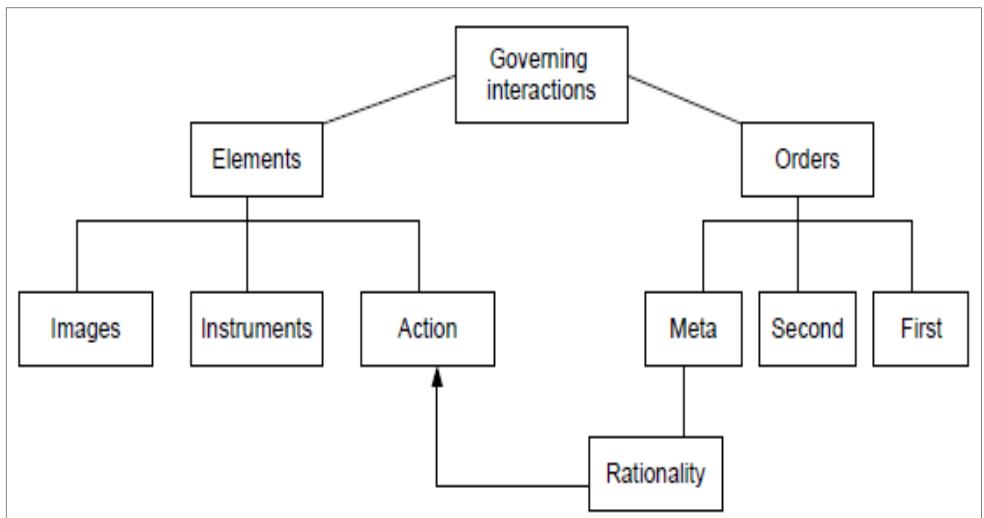 Governing
interactions
Elements
Orders
Images
Instruments
Action
Meta
Second
First
Rationality